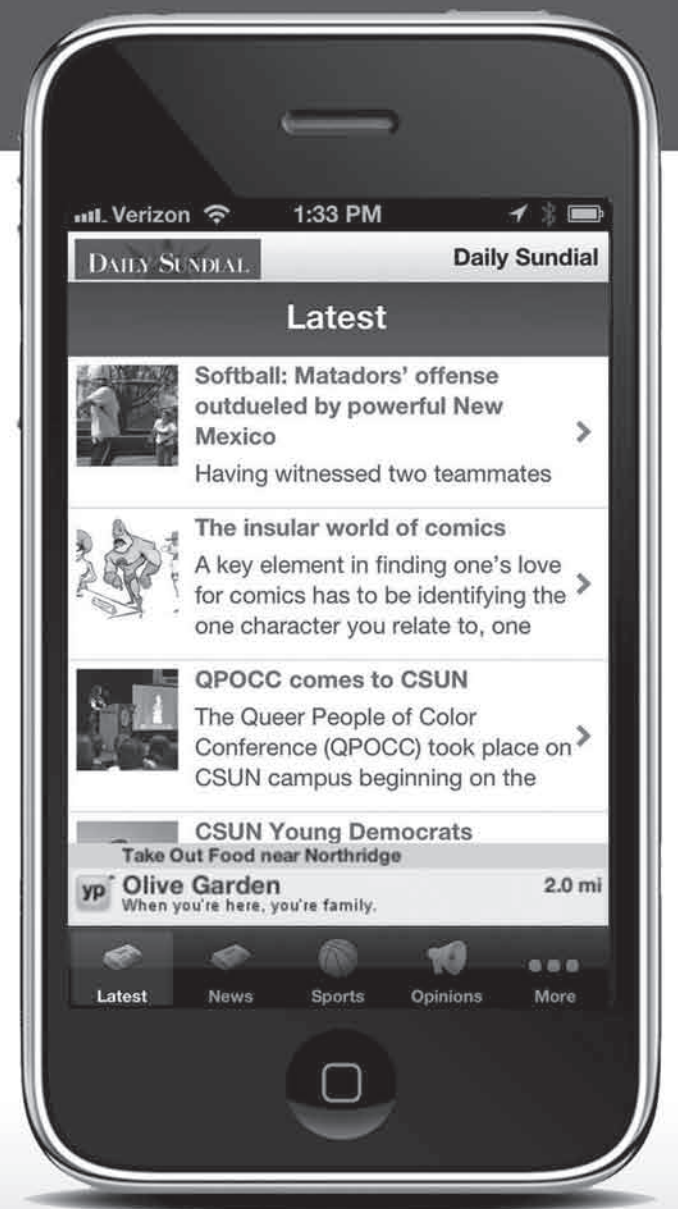 Verizon 1:33 PM
DAILY SUNDIAL Daily Sundial
Latest
Softball: Matadors' offense
outdueled by powerful New
Mexico
Having witnessed two teammates
The insular world of comics
A key element in finding one's love
for comics has to be identifying the
one character you relate to, one
QPOCC comes to CSUN
The Queer People of Color
Conference (QPOCC) took place on
CSUN campus beginning on the
CSUN Young Democrats
Take Out Food near Northridge
yp Olive Garden 2.0 mi
When you're here, you're family.
Latest News Sports Opinions More